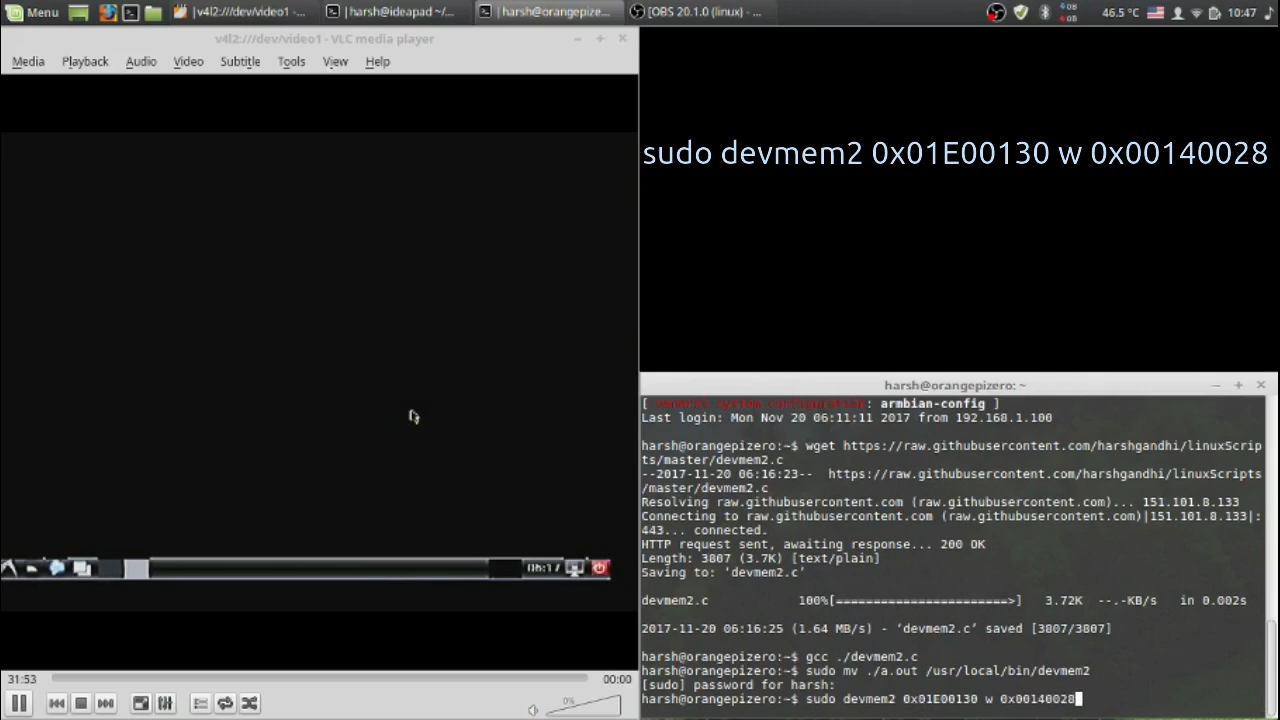 Menu
|v4l2:///dev/video1 -...
|harsh@ideapad ~/...
|harsh@orangepize...
[OBS 20.1.0 (linux) - ...
0B
0B
46.5 °C
10:47
v4l2:///dev/video1 - VLC media player
Media Playback Audio Video Subtitle Tools View Help
sudo devmem2 0x01E00130 w 0x00140028
06:17
31:53
00:00
0%
harsh@orangepizero: ~
[ General system configuration: armbian-config ]
Last login: Mon Nov 20 06:11:11 2017 from 192.168.1.100
harsh@orangepizero:~$ wget https://raw.githubusercontent.com/harshgandhi/linuxScrip
ts/master/devmem2.c
--2017-11-20 06:16:23--  https://raw.githubusercontent.com/harshgandhi/linuxScripts
/master/devmem2.c
Resolving raw.githubusercontent.com (raw.githubusercontent.com)... 151.101.8.133
Connecting to raw.githubusercontent.com (raw.githubusercontent.com)|151.101.8.133|:
443... connected.
HTTP request sent, awaiting response... 200 OK
Length: 3807 (3.7K) [text/plain]
Saving to: ‘devmem2.c’
devmem2.c 100%[=======================>] 3.72K --.-KB/s in 0.002s
2017-11-20 06:16:25 (1.64 MB/s) - ‘devmem2.c’ saved [3807/3807]
harsh@orangepizero:~$ gcc ./devmem2.c
harsh@orangepizero:~$ sudo mv ./a.out /usr/local/bin/devmem2
[sudo] password for harsh:
harsh@orangepizero:~$ sudo devmem2 0x01E00130 w 0x00140028